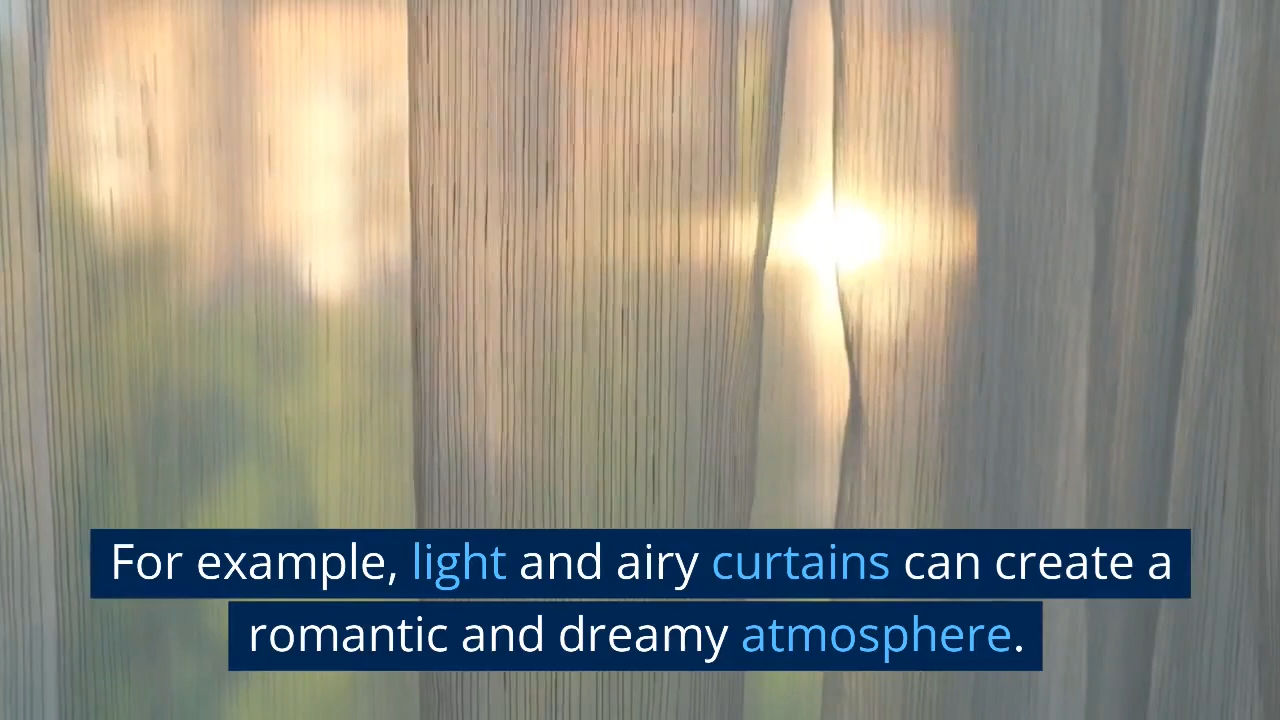 For example, light and airy curtains can create a
romantic and dreamy atmosphere.